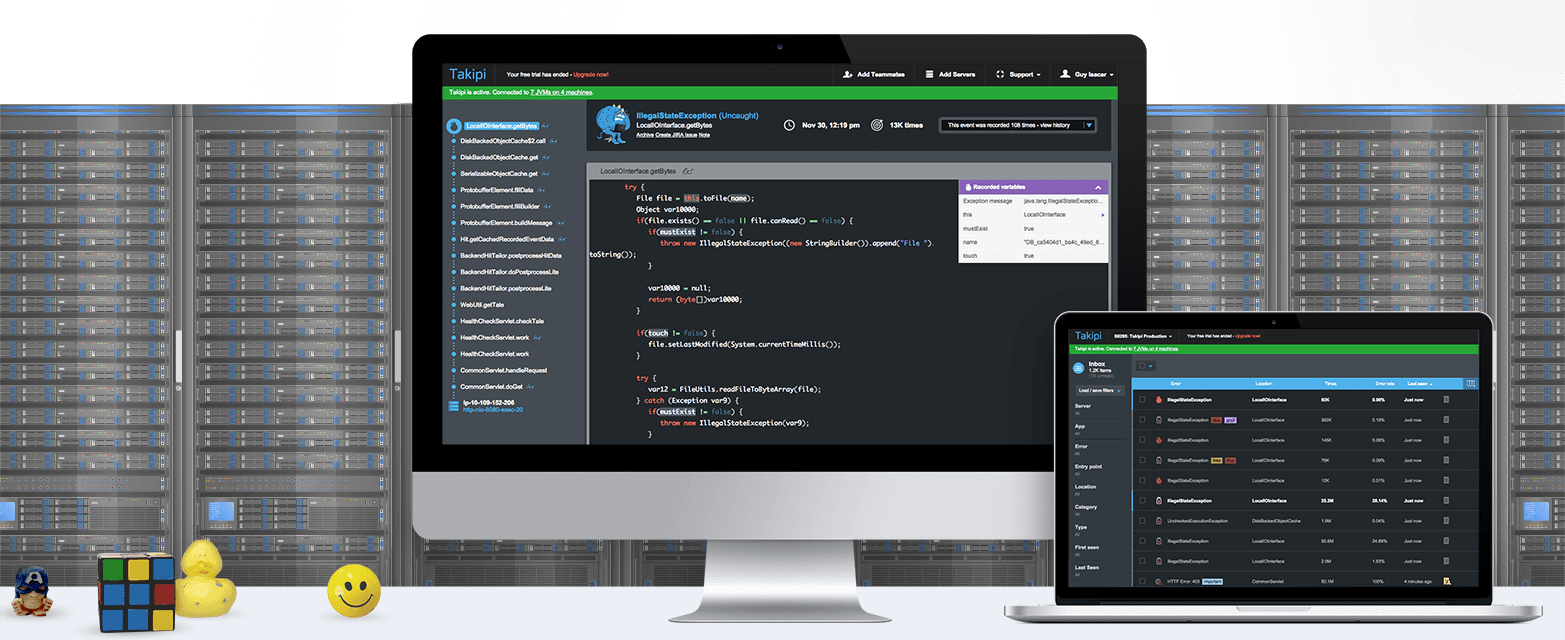 Takipi
Your free trial has ended - Upgrade now!
Add Teammates
Add Servers
Support
Guy Isacar
Takipi is active. Connected to 7 JVMs on 4 machines.
LocalIOInterface.getBytes
DiskBackedObjectCache$2.call
DiskBackedObjectCache.get
SerializableObjectCache.get
ProtobufferElement.fillData
ProtobufferElement.fillBuilder
ProtobufferElement.buildMessage
Hit.getCachedRecordedEventData
BackendHitTailor.postprocessHitData
BackendHitTailor.doPostprocessLite
BackendHitTailor.postprocessLite
WebUtil.getTale
HealthCheckServlet.checkTale
HealthCheckServlet.work
HealthCheckServlet.work
CommonServlet.handleRequest
CommonServlet.doGet
ip-10-109-152-206
http-nio-8080-exec-20
IllegalStateException (Uncaught)
LocalIOInterface.getBytes
Archive Create JIRA Issue Note
Nov 30, 12:19 pm
13K times
This event was recorded 108 times - view history
LocalIOInterface.getBytes
try {
File file = this.toFile(name);
Object var10000;
if(file.exists() == false || file.canRead() == false) {
if(mustExist != false) {
throw new IllegalStateException((new StringBuilder()).append("File ").
toString());
}
var10000 = null;
return (byte[])var10000;
}
if(touch != false) {
file.setLastModified(System.currentTimeMillis());
}
try {
var12 = FileUtils.readFileToByteArray(file);
} catch (Exception var9) {
if(mustExist != false) {
throw new IllegalStateException(var9);
}
Recorded variables
Exception message java.lang.IllegalStateExceptio...
this LocalIOInterface
mustExist true
name "DB_ca5404d1_ba4c_49ed_8...
touch true
Takipi
S6295: Takipi Production
Your free trial has ended - Upgrade now!
Takipi is active. Connected to 7 JVMs on 4 machines.
Inbox
1.2K items
Load / save filters
Server
All
App
All
Error
All
Entry point
All
Location
All
Category
All
Type
All
First seen
All
Last Seen
All
Error Location Times Error rate Last seen
IllegalStateException LocalIOInterface 82K 0.06% Just now
IllegalStateException LocalIOInterface 362K 0.19% Just now
IllegalStateException LocalIOInterface 145K 0.09% Just now
IllegalStateException LocalIOInterface 76K 0.09% Just now
IllegalStateException LocalIOInterface 12K 0.01% Just now
IllegalStateException LocalIOInterface 25.3M 28.14% Just now
UncheckedExecutionException DiskBackedObjectCache 1.9M 0.04% Just now
IllegalStateException LocalIOInterface 50.6M 24.89% Just now
IllegalStateException LocalIOInterface 2.9M 1.63% Just now
HTTP Error: 403 Important CommonServlet 50.1M 100% 4 minutes ago